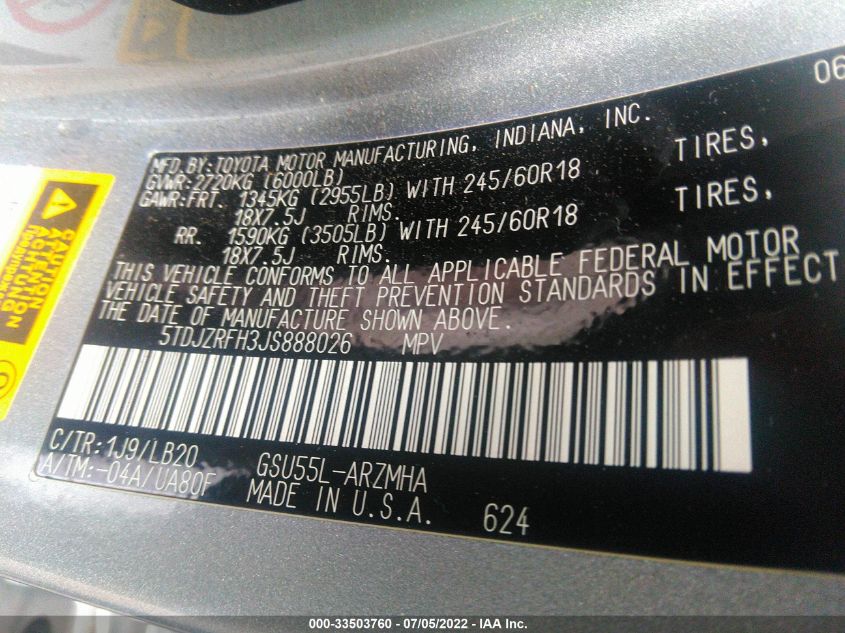 06
MFD.BY:TOYOTA MOTOR MANUFACTURING, INDIANA, INC.
GVWR:2720KG (6000LB)
GAWR:FRT. 1345KG (2955LB) WITH 245/60R18 TIRES,
18X7.5J RIMS.
RR. 1590KG (3505LB) WITH 245/60R18 TIRES,
18X7.5J RIMS.
THIS VEHICLE CONFORMS TO ALL APPLICABLE FEDERAL MOTOR
VEHICLE SAFETY AND THEFT PREVENTION STANDARDS IN EFFECT
THE DATE OF MANUFACTURE SHOWN ABOVE.
5TDJZRFH3JS888026 MPV
C/TR:1J9/LB20
A/TM:-04A/UA80F
GSU55L-ARZMHA
MADE IN U.S.A. 624
CAUTION
ACHTUNG
000-33503760 - 07/05/2022 - IAA Inc.